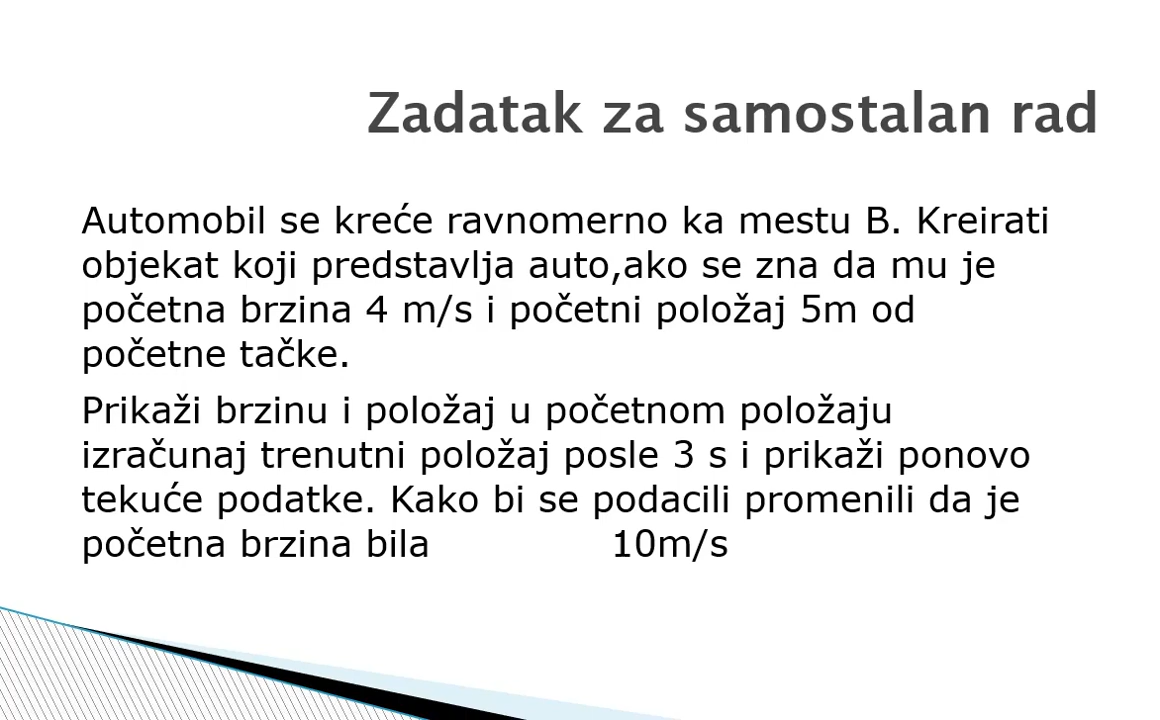 Zadatak za samostalan rad
Automobil se kreće ravnomerno ka mestu B. Kreirati
objekat koji predstavlja auto,ako se zna da mu je
početna brzina 4 m/s i početni položaj 5m od
početne tačke.
Prikaži brzinu i položaj u početnom položaju
izračunaj trenutni položaj posle 3 s i prikaži ponovo
tekuće podatke. Kako bi se podacili promenili da je
početna brzina bila 10m/s